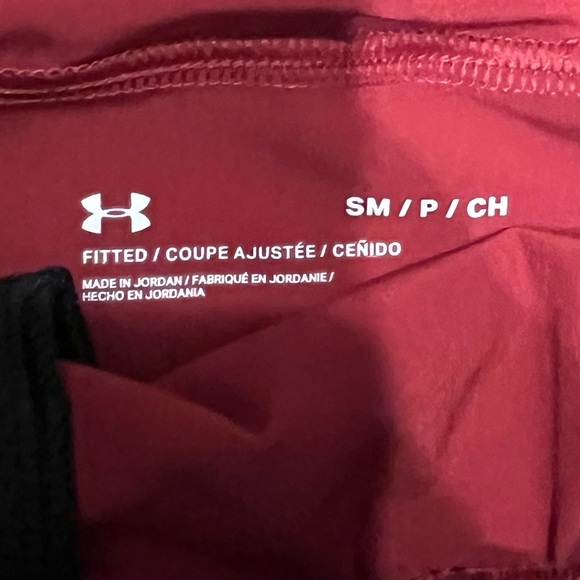 SM / P / CH
FITTED / COUPE AJUSTÉE / CEÑIDO
MADE IN JORDAN / FABRIQUÉ EN JORDANIE /
HECHO EN JORDANIA